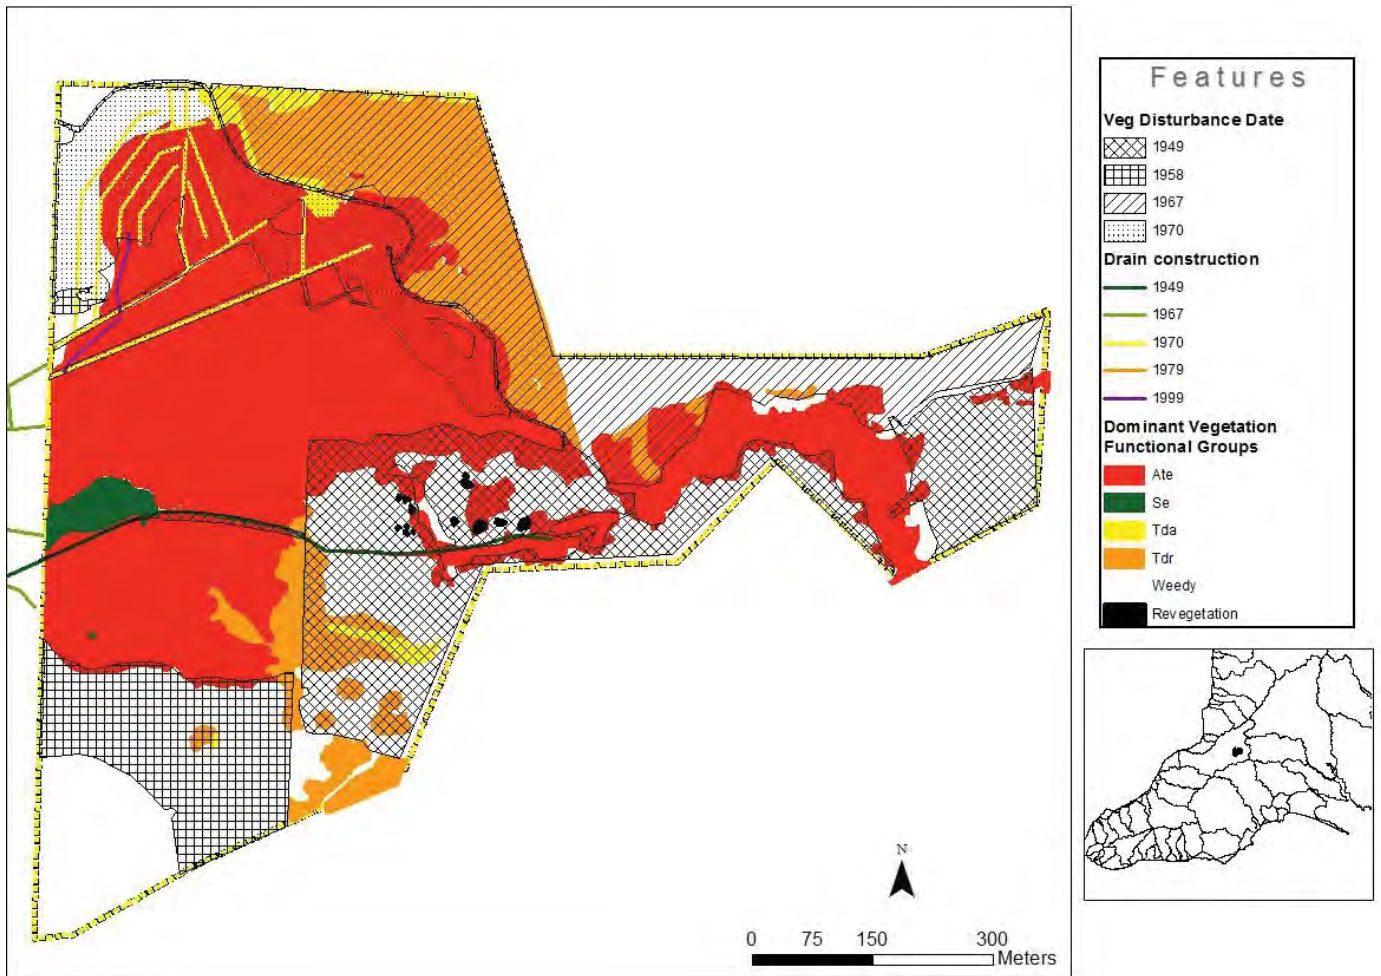 Features
Veg Disturbance Date
1949
1958
1967
1970
Drain construction
1949
1967
1970
1979
1999
Dominant Vegetation
Functional Groups
Ate
Se
Tda
Tdr
Weedy
Revegetation
N
0 75 150 300
Meters